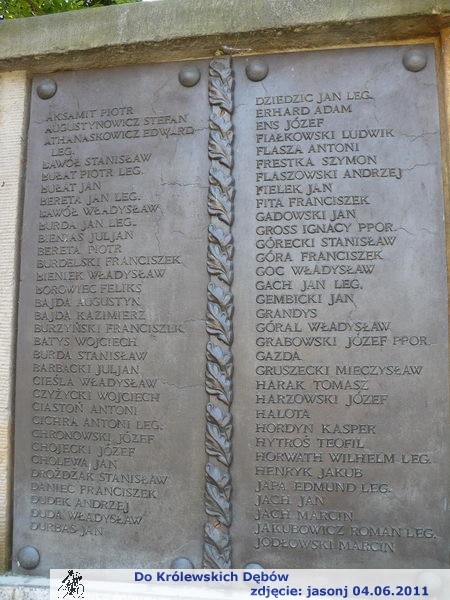 AKSAMIT PIOTR
AUGUSTYNOWICZ STEFAN
ATHANASKOWICZ EDWARD
LEG.
BAWÓŁ STANISŁAW
BUŁAT PIOTR LEG.
BUŁAT JAN
BERETA JAN LEG.
BAWÓŁ WŁADYSŁAW
BURDA JAN LEG.
BIENIAS JULJAN
BERETA PIOTR
BURDELSKI FRANCISZEK
BIENIEK WŁADYSŁAW
BOROWIEC FELIKS
BAJDA AUGUSTYN
BAJDA KAZIMIERZ
BURZYŃSKI FRANCISZEK
BATYS WOJCIECH
BURDA STANISŁAW
BARBACKI JULJAN
CIEŚLA WŁADYSŁAW
CZYŻYCKI WOJCIECH
CIASTOŃ ANTONI
CICHRA ANTONI LEG.
CHRONOWSKI JÓZEF
CHOJECKI JÓZEF
CHOLEWA JAN
DROŻDŻAK STANISŁAW
DANIEC FRANCISZEK
DUDEK ANDRZEJ
DUDA WŁADYSŁAW
DURBAS JAN
DZIEDZIC JAN LEG.
ERHARD ADAM
ENS JÓZEF
FIAŁKOWSKI LUDWIK
FLASZA ANTONI
FRESTKA SZYMON
FLASZOWSKI ANDRZEJ
FIELEK JAN
FITA FRANCISZEK
GADOWSKI JAN
GROSS IGNACY PPOR.
GÓRECKI STANISŁAW
GÓRA FRANCISZEK
GOC WŁADYSŁAW
GACH JAN LEG.
GEMBICKI JAN
GRANDYS
GÓRAL WŁADYSŁAW
GRABOWSKI JÓZEF PPOR.
GAZDA
GRUSZECKI MIECZYSŁAW
HARAK TOMASZ
HARZOWSKI JÓZEF
HALOTA
HORDYN KASPER
HYTROŚ TEOFIL
HORWATH WILHELM LEG.
HENRYK JAKUB
JAPA EDMUND LEG.
JACH JAN
JACH MARCIN
JAKUBOWICZ ROMAN LEG.
JODŁOWSKI MARCIN
Do Królewskich Dębów
zdjęcie: jasonj 04.06.2011